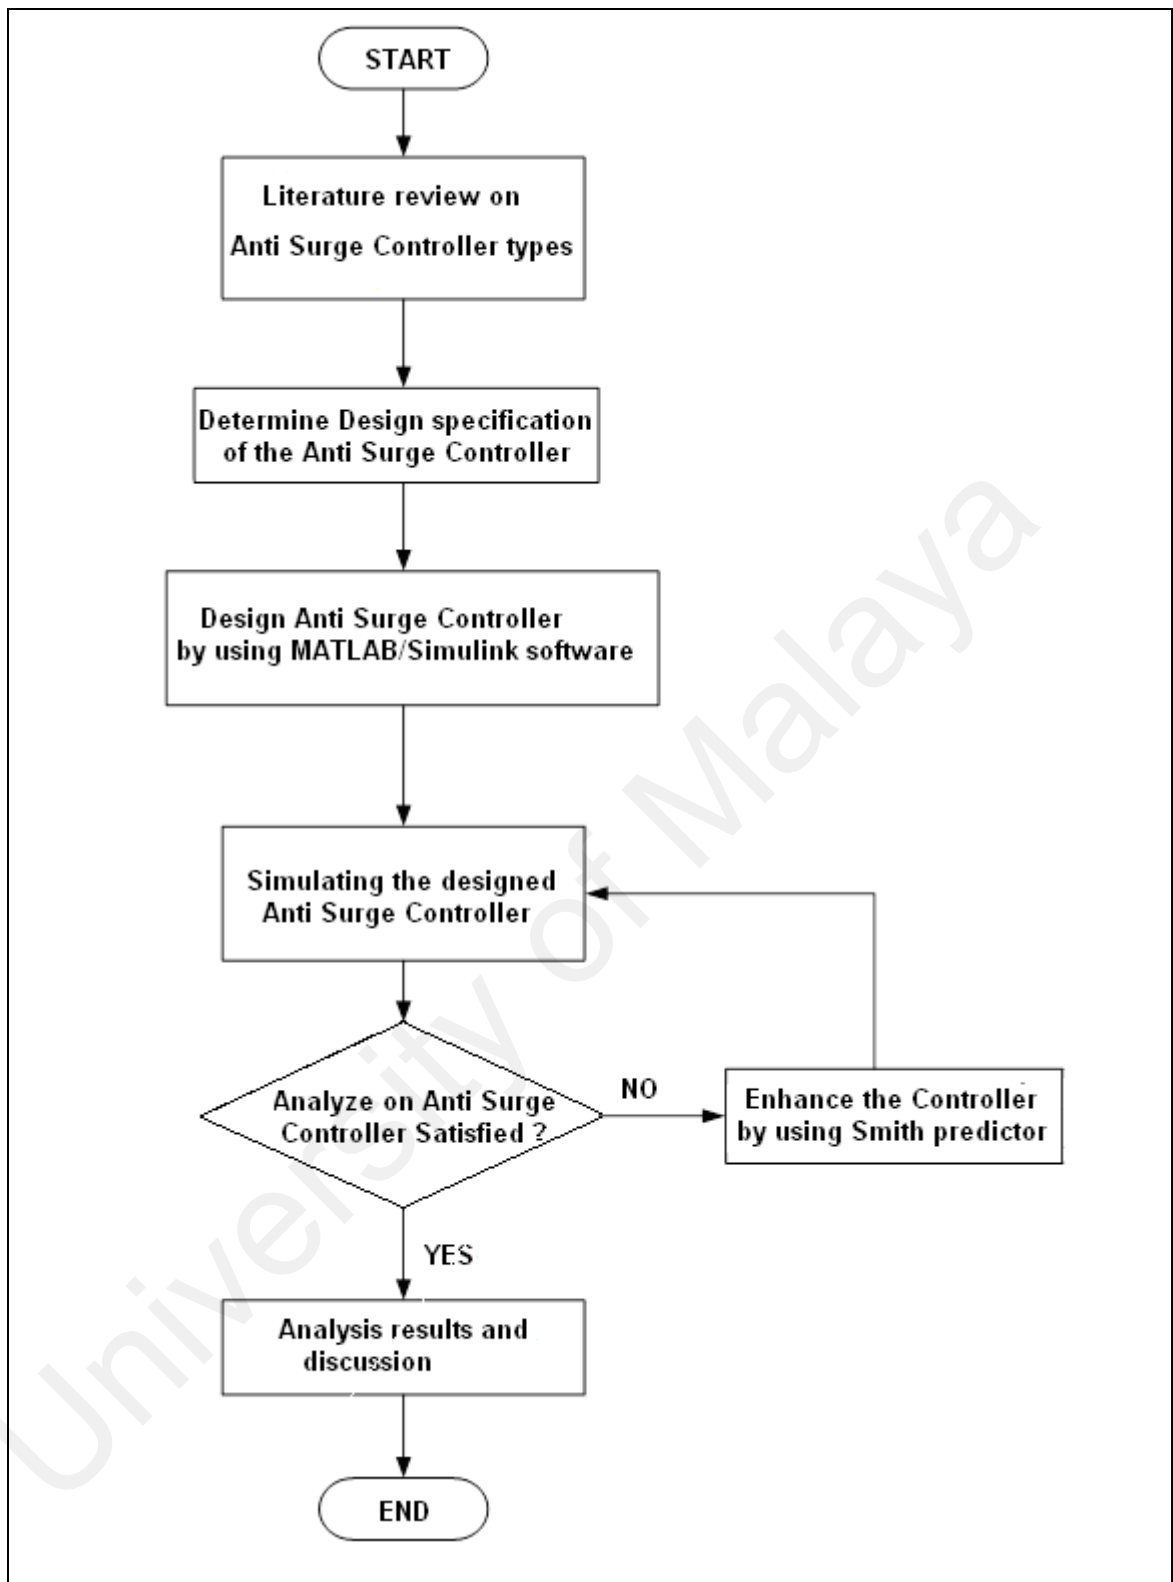 START
Literature review on
Anti Surge Controller types
Determine Design specification
of the Anti Surge Controller
Design Anti Surge Controller
by using MATLAB/Simulink software
Simulating the designed
Anti Surge Controller
Analyze on Anti Surge
Controller Satisfied ?
NO
Enhance the Controller
by using Smith predictor
YES
Analysis results and
discussion
END
University of Malaya